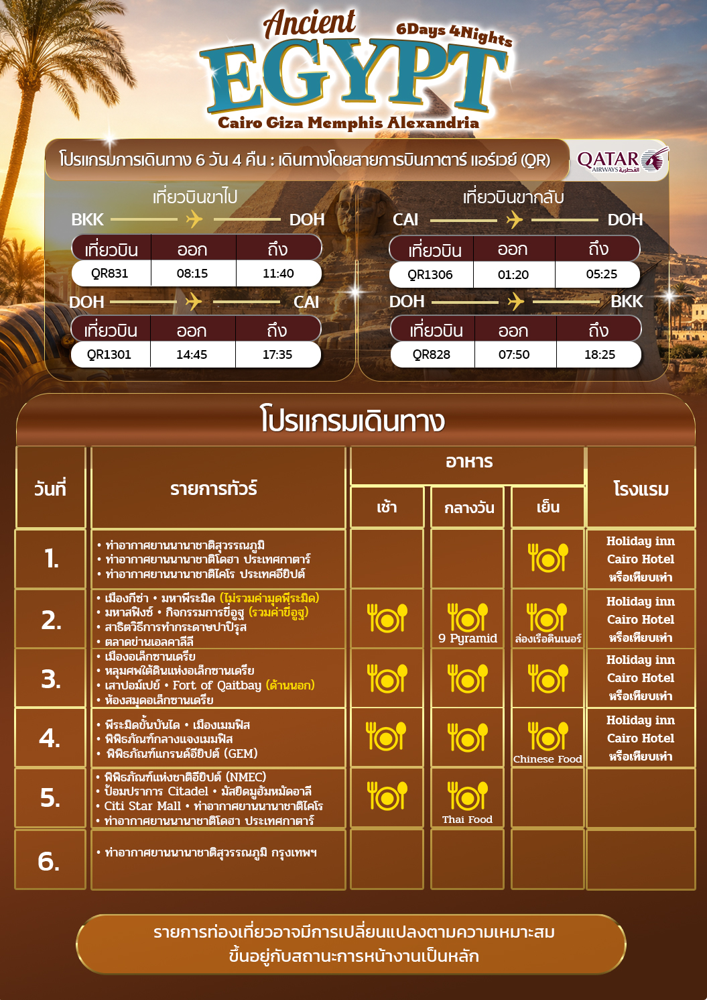 Ancient
6Days 4Nights
EGYPT
Cairo Giza Memphis Alexandria
โปรแกรมการเดินทาง 6 วัน 4 คืน : เดินทางโดยสายการบินกาตาร์ แอร์เวย์ (QR)
QATAR
AIRWAYS القطرية
เที่ยวบินขาไป
BKK DOH
เที่ยวบิน ออก ถึง
QR831 08:15 11:40
DOH CAI
เที่ยวบิน ออก ถึง
QR1301 14:45 17:35
เที่ยวบินขากลับ
CAI DOH
เที่ยวบิน ออก ถึง
QR1306 01:20 05:25
DOH BKK
เที่ยวบิน ออก ถึง
QR828 07:50 18:25
โปรแกรมเดินทาง
วันที่ รายการทัวร์ อาหาร โรงแรม
เช้า กลางวัน เย็น
1.
• ท่าอากาศยานนานาชาติสุวรรณภูมิ
• ท่าอากาศยานนานาชาติโดฮา ประเทศกาตาร์
• ท่าอากาศยานนานาชาติไคโร ประเทศอียิปต์
Holiday inn
Cairo Hotel
หรือเทียบเท่า
2.
• เมืองกีซ่า • มหาพีระมิด (ไม่รวมค่ามุดพีระมิด)
• มหาสฟิงซ์ • กิจกรรมการขี่อูฐ (รวมค่าขี่อูฐ)
• สาธิตวิธีการทำกระดาษปาปิรุส
• ตลาดข่านเอลคาลีลี
9 Pyramid
ล่องเรือดินเนอร์
Holiday inn
Cairo Hotel
หรือเทียบเท่า
3.
• เมืองอเล็กซานเดรีย
• หลุมศพใต้ดินแห่งอเล็กซานเดรีย
• เสาปอมเปย์ • Fort of Qaitbay (ด้านนอก)
• ห้องสมุดอเล็กซานเดรีย
Holiday inn
Cairo Hotel
หรือเทียบเท่า
4.
• พีระมิดขั้นบันได • เมืองเมมฟิส
• พิพิธภัณฑ์กลางแจงเมมฟิส
• พิพิธภัณฑ์แกรนด์อียิปต์ (GEM)
Chinese Food
Holiday inn
Cairo Hotel
หรือเทียบเท่า
5.
• พิพิธภัณฑ์แห่งชาติอียิปต์ (NMEC)
• ป้อมปราการ Citadel • มัสยิดมูฮัมหมัดอาลี
• Citi Star Mall • ท่าอากาศยานนานาชาติไคโร
• ท่าอากาศยานนานาชาติโดฮา ประเทศกาตาร์
Thai Food
6.
• ท่าอากาศยานนานาชาติสุวรรณภูมิ กรุงเทพฯ
รายการท่องเที่ยวอาจมีการเปลี่ยนแปลงตามความเหมาะสม
ขึ้นอยู่กับสถานะการหน้างานเป็นหลัก